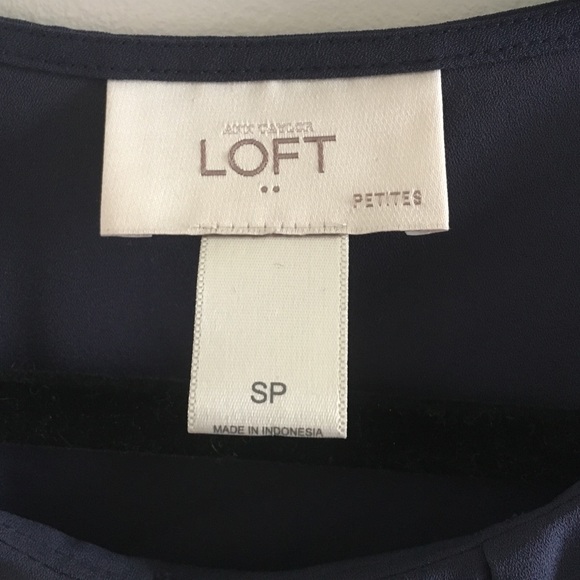 ANN TAYLOR
LOFT
PETITES
SP
MADE IN INDONESIA